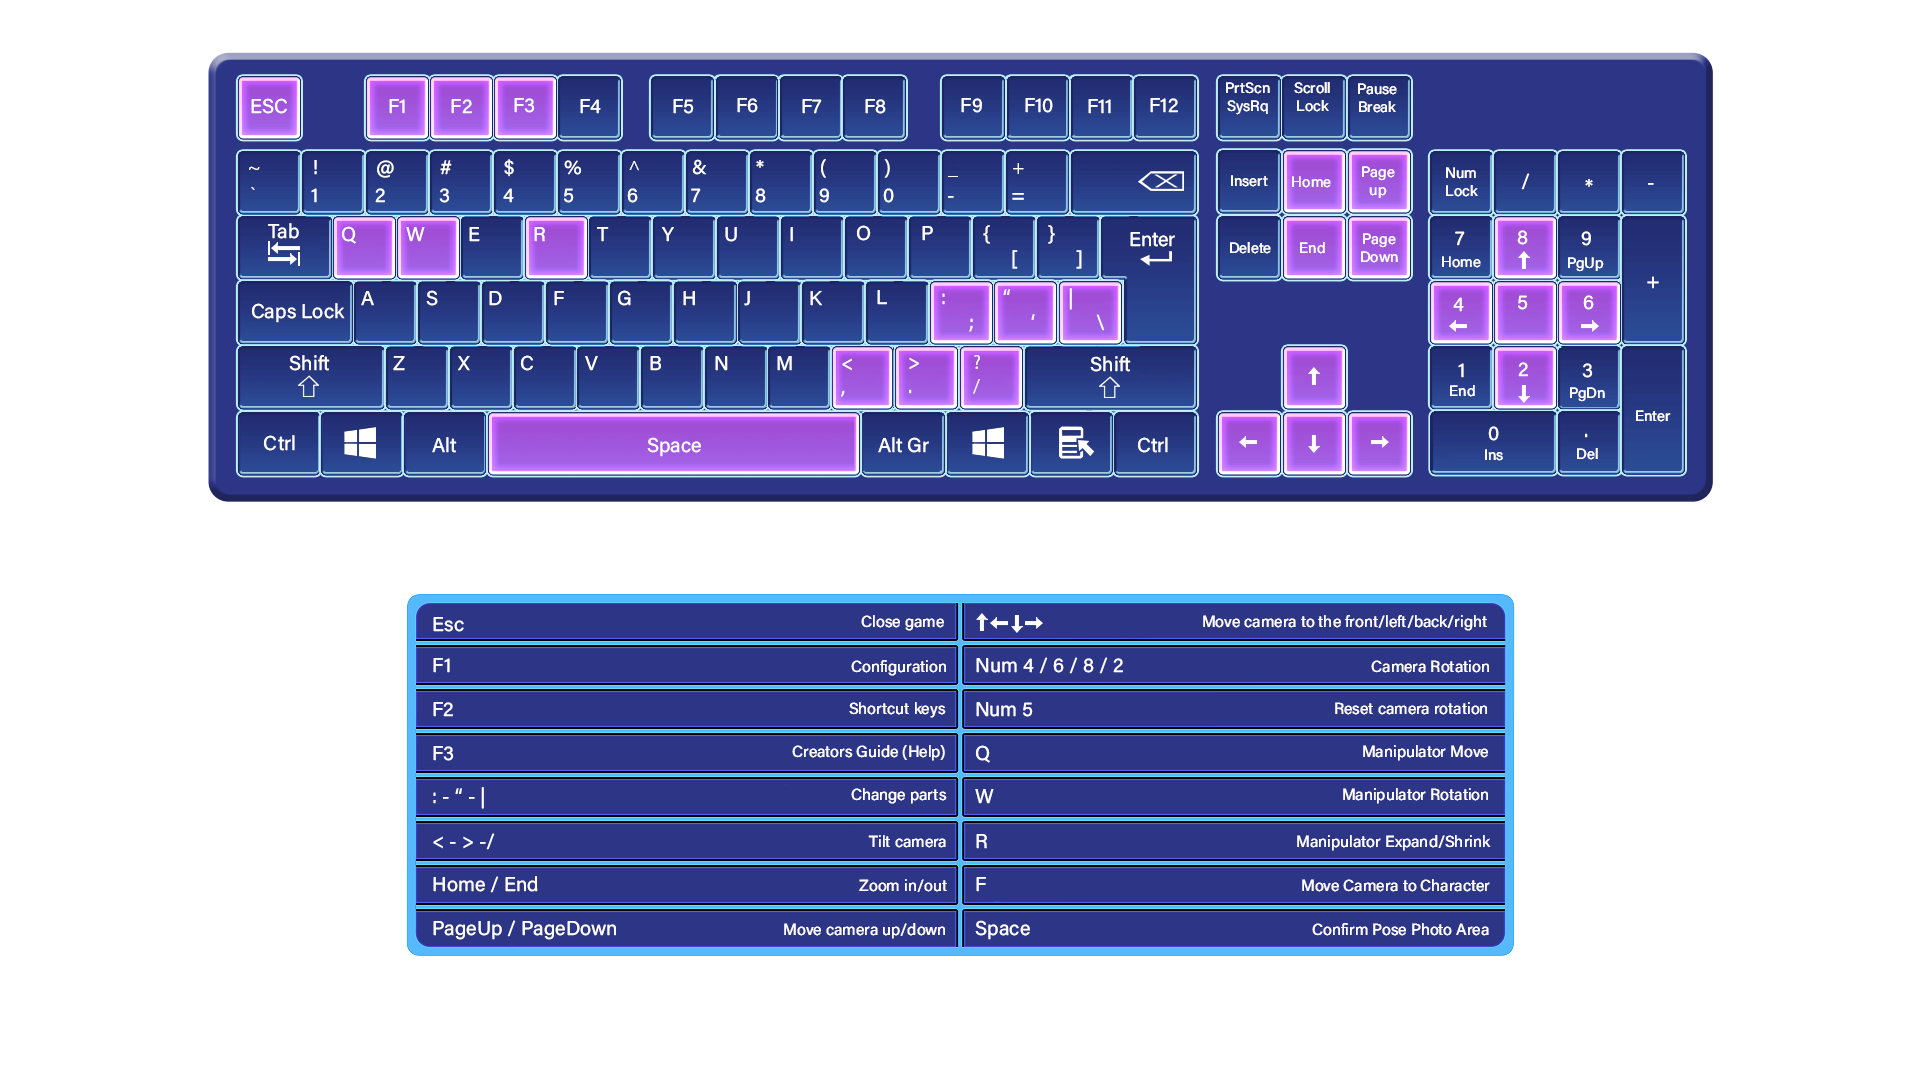 ESC F1 F2 F3 F4 F5 F6 F7 F8 F9 F10 F11 F12 PrtScn SysRq Scroll Lock Pause Break
~ ` ! 1 @ 2 # 3 $ 4 % 5 ^ 6 & 7 * 8 ( 9 ) 0 _ - + = Insert Home Page up Num Lock / * -
Tab Q W E R T Y U I O P { [ } ] Enter Delete End Page Down 7 Home 8 ↑ 9 PgUp +
Caps Lock A S D F G H J K L : ; “ ‘ | \ 4 ← 5 6 →
Shift Z X C V B N M < , > . ? / Shift ↑ 1 End 2 ↓ 3 PgDn Enter
Ctrl Alt Space Alt Gr Ctrl ← ↓ → 0 Ins . Del
Esc Close game
F1 Configuration
F2 Shortcut keys
F3 Creators Guide (Help)
: - “ - | Change parts
< - > -/ Tilt camera
Home / End Zoom in/out
PageUp / PageDown Move camera up/down
↑←↓→ Move camera to the front/left/back/right
Num 4 / 6 / 8 / 2 Camera Rotation
Num 5 Reset camera rotation
Q Manipulator Move
W Manipulator Rotation
R Manipulator Expand/Shrink
F Move Camera to Character
Space Confirm Pose Photo Area